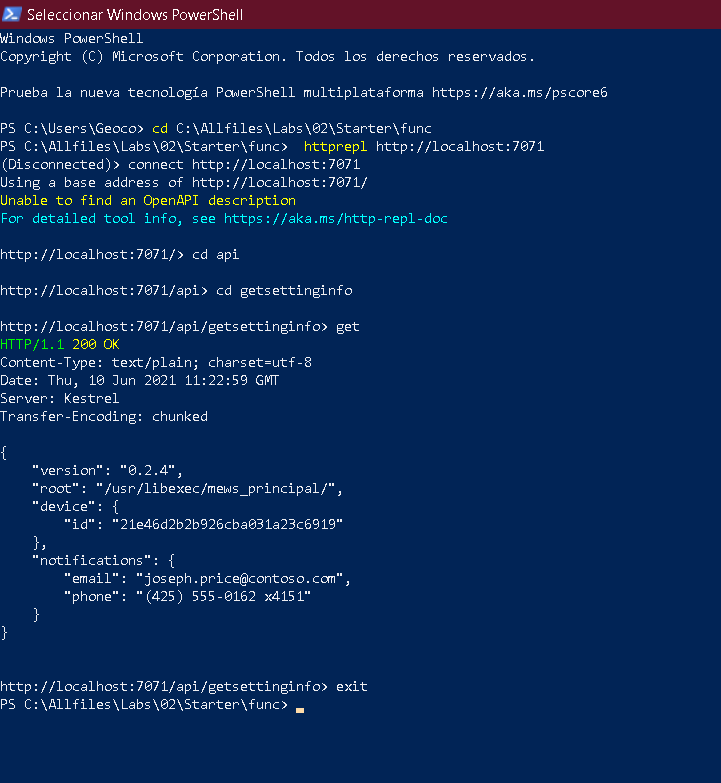 Seleccionar Windows PowerShell
Windows PowerShell
Copyright (C) Microsoft Corporation. Todos los derechos reservados.
Prueba la nueva tecnología PowerShell multiplataforma https://aka.ms/pscore6
PS C:\Users\Geoco> cd C:\Allfiles\Labs\02\Starter\func
PS C:\Allfiles\Labs\02\Starter\func>  httprepl http://localhost:7071
(Disconnected)> connect http://localhost:7071
Using a base address of http://localhost:7071/
Unable to find an OpenAPI description
For detailed tool info, see https://aka.ms/http-repl-doc
http://localhost:7071/> cd api
http://localhost:7071/api> cd getsettinginfo
http://localhost:7071/api/getsettinginfo> get
HTTP/1.1 200 OK
Content-Type: text/plain; charset=utf-8
Date: Thu, 10 Jun 2021 11:22:59 GMT
Server: Kestrel
Transfer-Encoding: chunked
{
    "version": "0.2.4",
    "root": "/usr/libexec/mews_principal/",
    "device": {
        "id": "21e46d2b2b926cba031a23c6919"
    },
    "notifications": {
        "email": "joseph.price@contoso.com",
        "phone": "(425) 555-0162 x4151"
    }
}
http://localhost:7071/api/getsettinginfo> exit
PS C:\Allfiles\Labs\02\Starter\func>